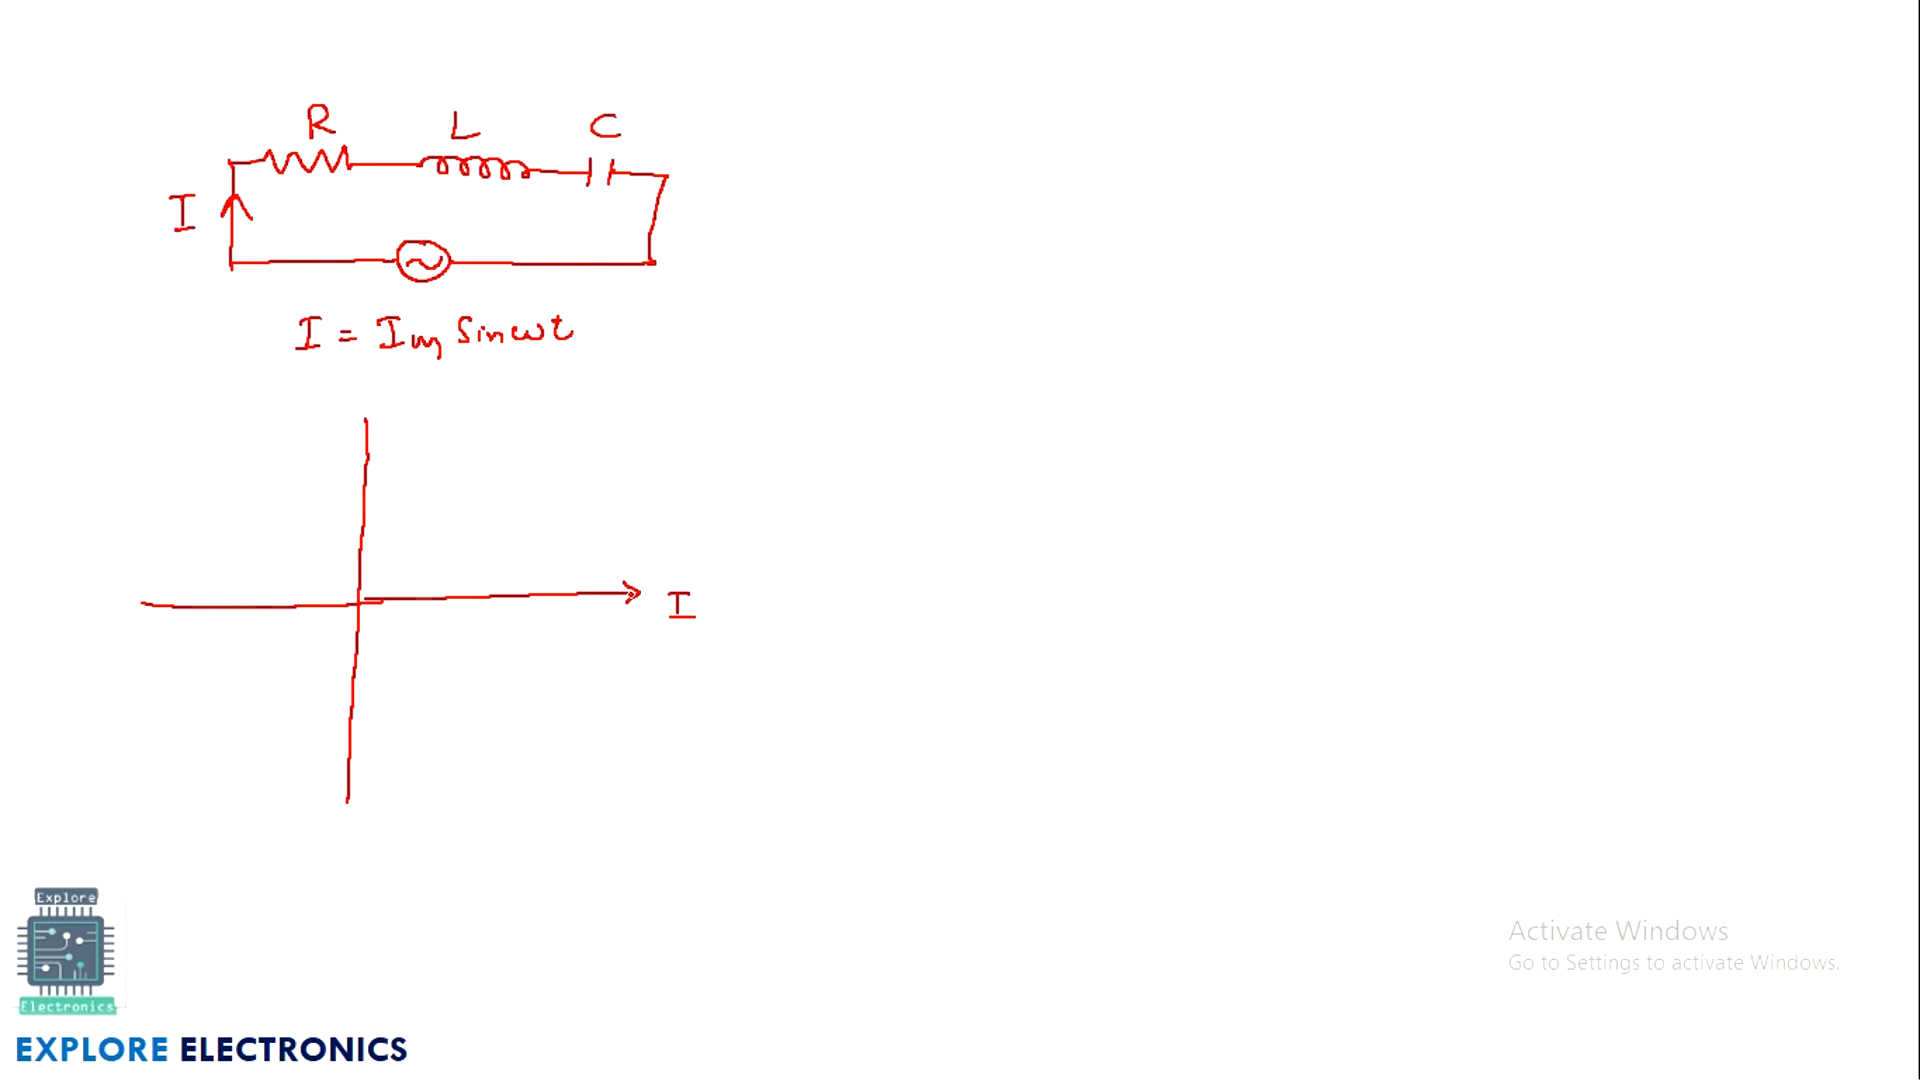 R L C
I
I = Im Sinωt
I
Explore
Electronics
EXPLORE ELECTRONICS
Activate Windows
Go to Settings to activate Windows.